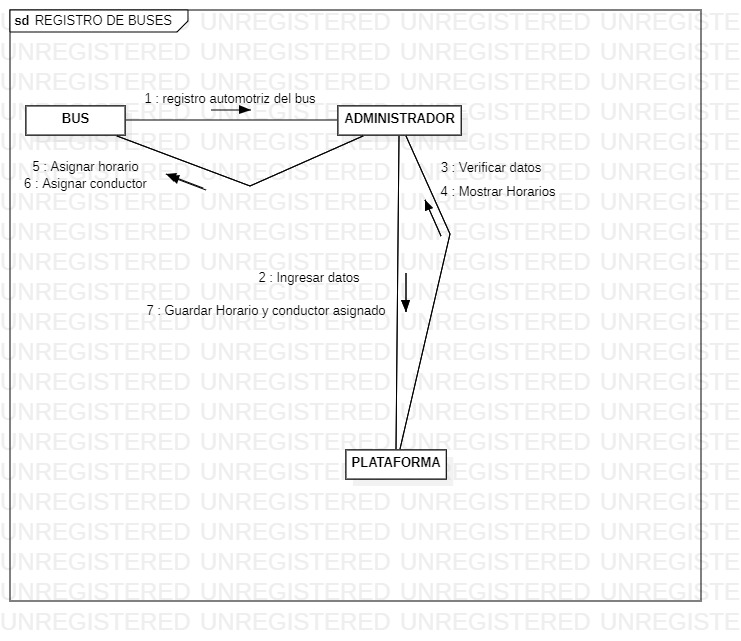 sd REGISTRO DE BUSES
1 : registro automotriz del bus
BUS
ADMINISTRADOR
5 : Asignar horario
6 : Asignar conductor
3 : Verificar datos
4 : Mostrar Horarios
2 : Ingresar datos
7 : Guardar Horario y conductor asignado
PLATAFORMA
UNREGISTERED